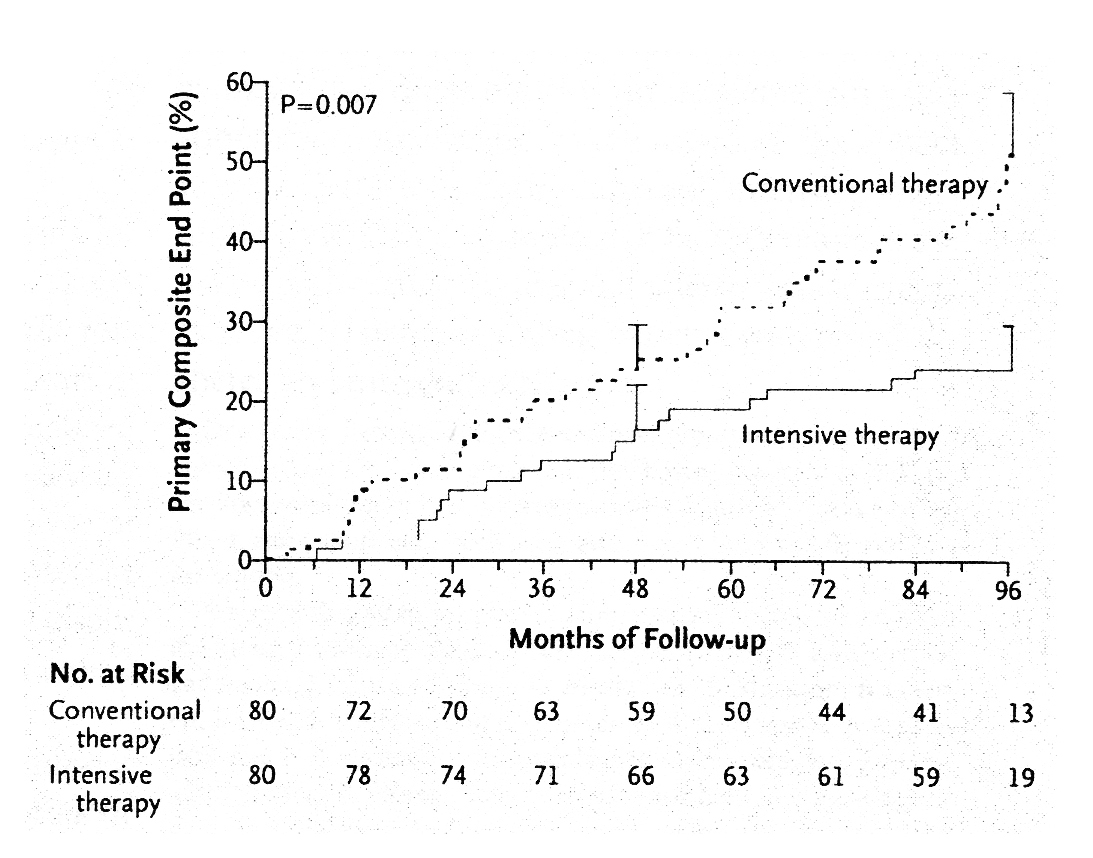 60
P=0.007
50
Conventional therapy
40
30
20
Intensive therapy
10
0
Primary Composite End Point (%)
0 12 24 36 48 60 72 84 96
Months of Follow-up
No. at Risk
Conventional 80 72 70 63 59 50 44 41 13
therapy
Intensive 80 78 74 71 66 63 61 59 19
therapy